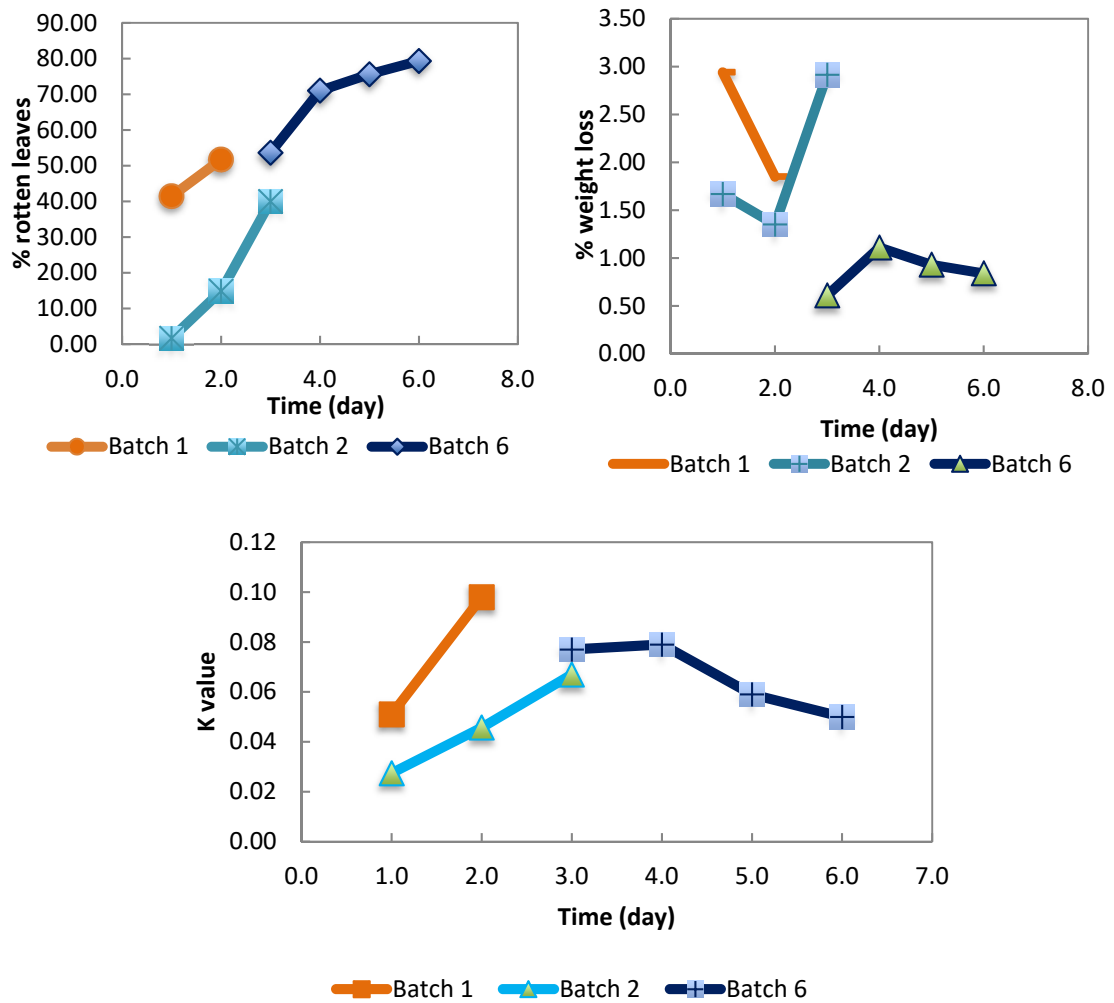 % rotten leaves
90.00
80.00
70.00
60.00
50.00
40.00
30.00
20.00
10.00
0.00
0.0 2.0 4.0 6.0 8.0
Time (day)
Batch 1 Batch 2 Batch 6
% weight loss
3.50
3.00
2.50
2.00
1.50
1.00
0.50
0.00
0.0 2.0 4.0 6.0 8.0
Time (day)
Batch 1 Batch 2 Batch 6
K value
0.12
0.10
0.08
0.06
0.04
0.02
0.00
0.0 1.0 2.0 3.0 4.0 5.0 6.0 7.0
Time (day)
Batch 1 Batch 2 Batch 6